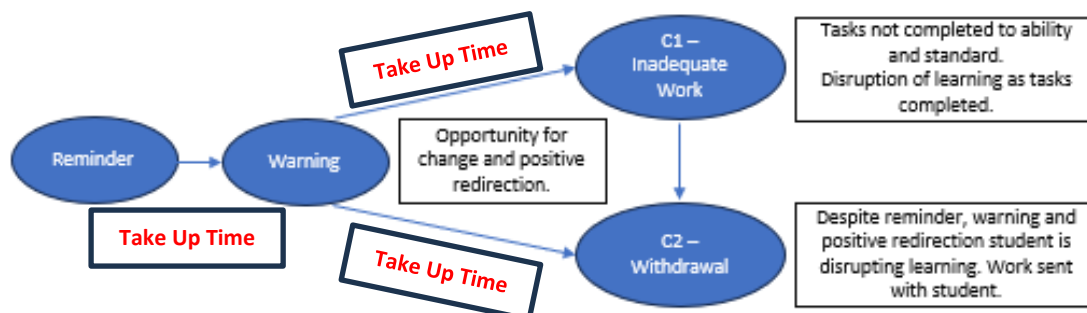 Reminder
Take Up Time
Warning
Take Up Time
Opportunity for
change and positive
redirection.
Take Up Time
C1 –
Inadequate
Work
Tasks not completed to ability
and standard.
Disruption of learning as tasks
completed.
C2 –
Withdrawal
Despite reminder, warning and
positive redirection student is
disrupting learning. Work sent
with student.